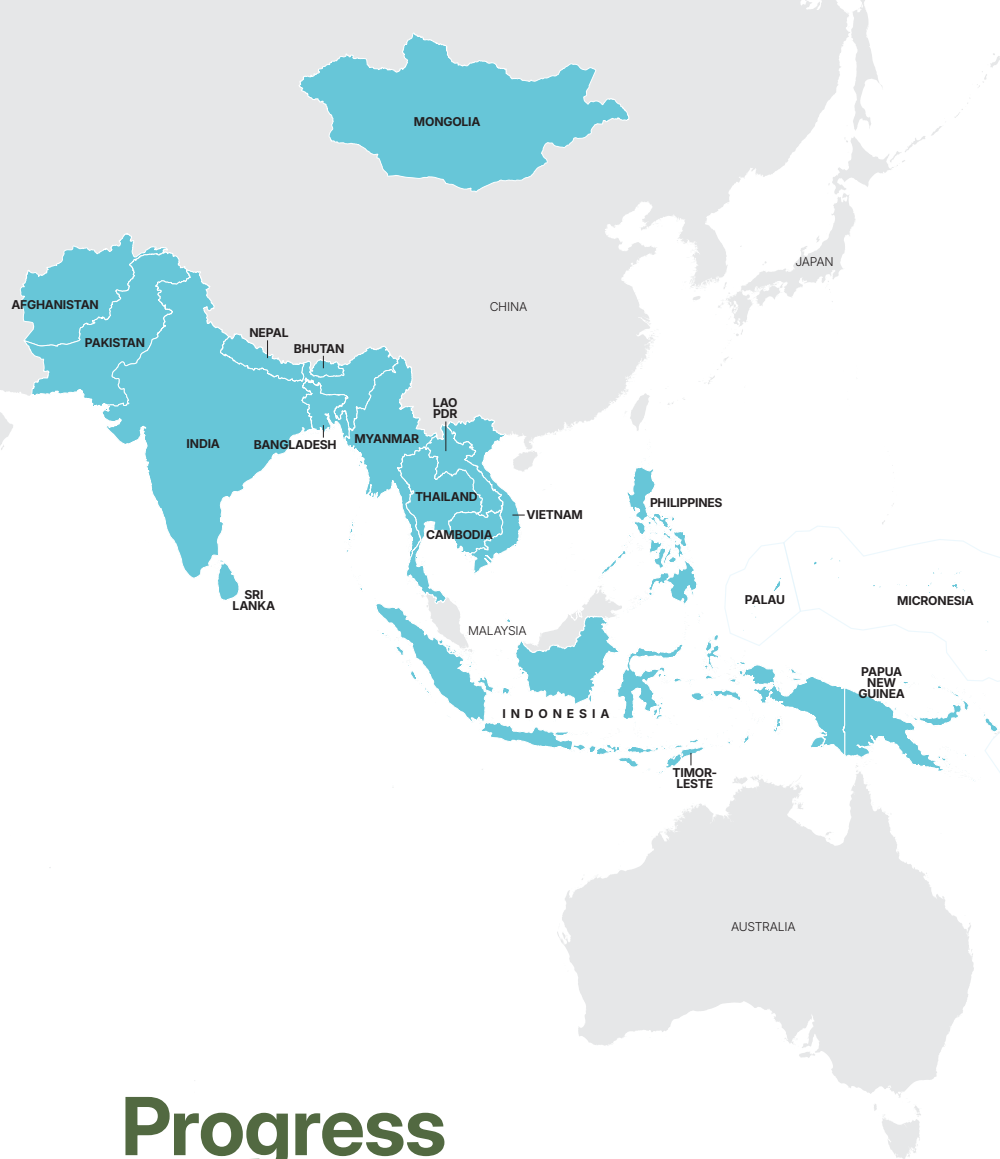 MONGOLIA
JAPAN
AFGHANISTAN
CHINA
NEPAL
PAKISTAN
BHUTAN
LAO
PDR
MYANMAR
INDIA
BANGLADESH
THAILAND
PHILIPPINES
VIETNAM
CAMBODIA
SRI
LANKA
PALAU
MICRONESIA
MALAYSIA
PAPUA
NEW
GUINEA
INDONESIA
TIMOR-
LESTE
AUSTRALIA
Progress